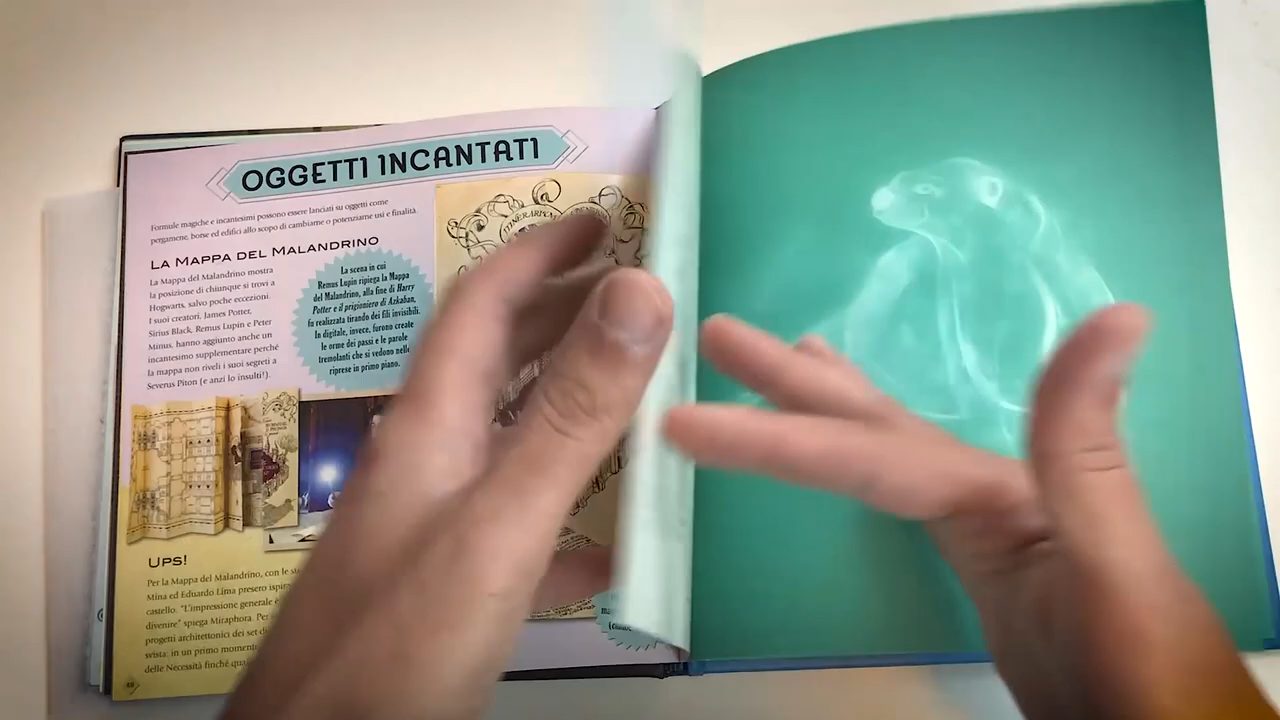 OGGETTI INCANTATI
Formule magiche e incantesimi possono essere lanciati su oggetti come
pergamene, borse ed edifici allo scopo di cambiarne o potenziarne usi e finalità.
LA MAPPA DEL MALANDRINO
La Mappa del Malandrino mostra
la posizione di chiunque si trovi a
Hogwarts, salvo poche eccezioni.
I suoi creatori, James Potter,
Sirius Black, Remus Lupin e Peter
Minus, hanno aggiunto anche un
incantesimo supplementare perché
la mappa non riveli i suoi segreti a
Severus Piton (e anzi lo insulti!).
La scena in cui
Remus Lupin ripiega la Mappa
del Malandrino, alla fine di Harry
Potter e il prigioniero di Azkaban,
fu realizzata tirando dei fili invisibili.
In digitale, invece, furono create
le orme dei passi e le parole
tremolanti che si vedono nelle
riprese in primo piano.
UPS!
Per la Mappa del Malandrino, con le
Mina ed Eduardo Lima presero
castello. "L'impressione generale
divenire" spiega Miraphora.
progetti architettonici dei set
svista: in un primo momento
delle Necessità finché